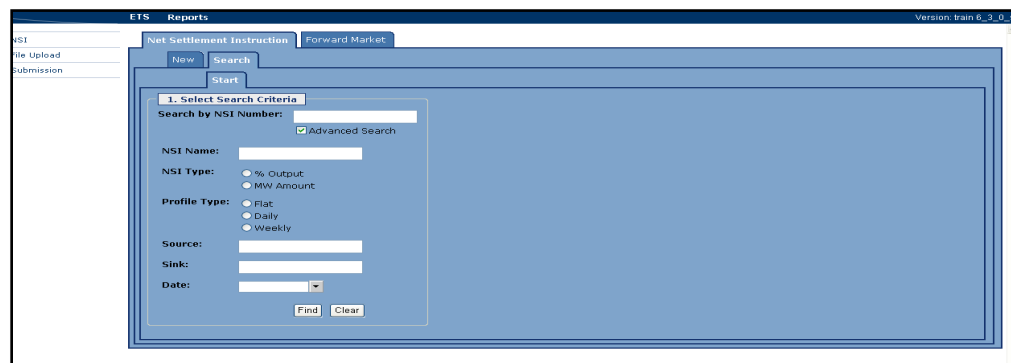 ETS Reports Version: train 6_3_0_
NSI
File Upload
Submission
Net Settlement Instruction Forward Market
New Search
Start
1. Select Search Criteria
Search by NSI Number:
Advanced Search
NSI Name:
NSI Type: % Output
MW Amount
Profile Type: Flat
Daily
Weekly
Source:
Sink:
Date:
Find Clear